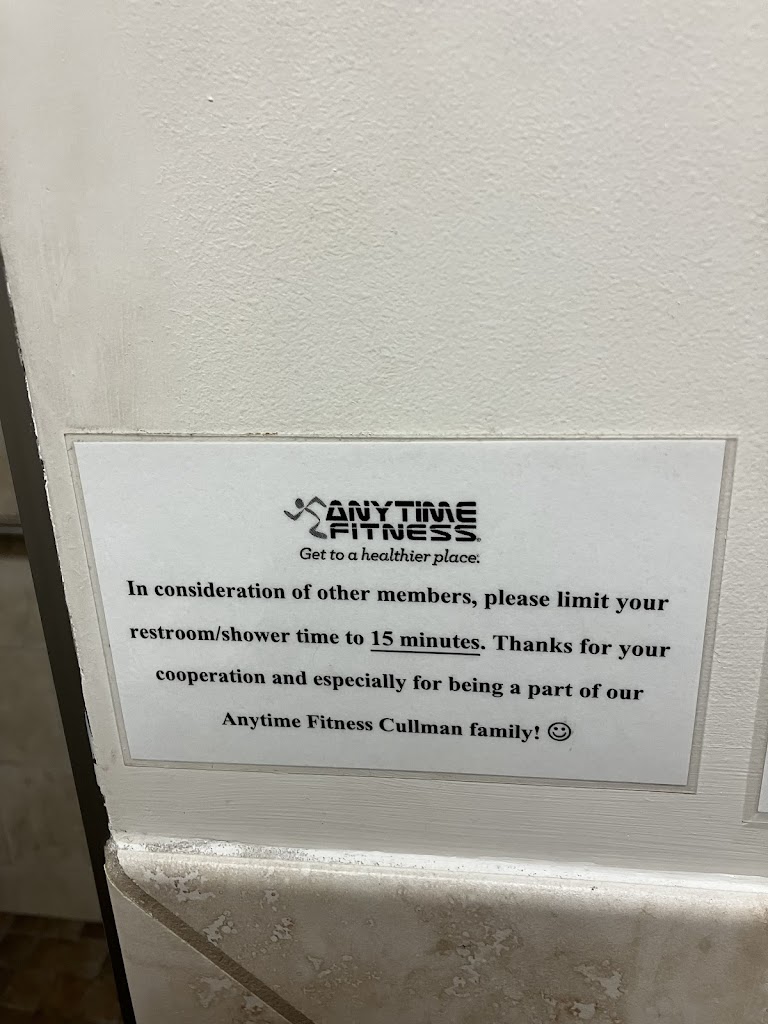 ANYTIME
FITNESS®
Get to a healthier place.®
In consideration of other members, please limit your
restroom/shower time to 15 minutes. Thanks for your
cooperation and especially for being a part of our
Anytime Fitness Cullman family! ☺